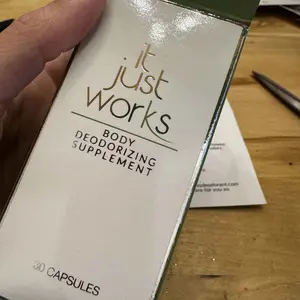 it
just
works
BODY
DEODORIZING
SUPPLEMENT
30 CAPSULES